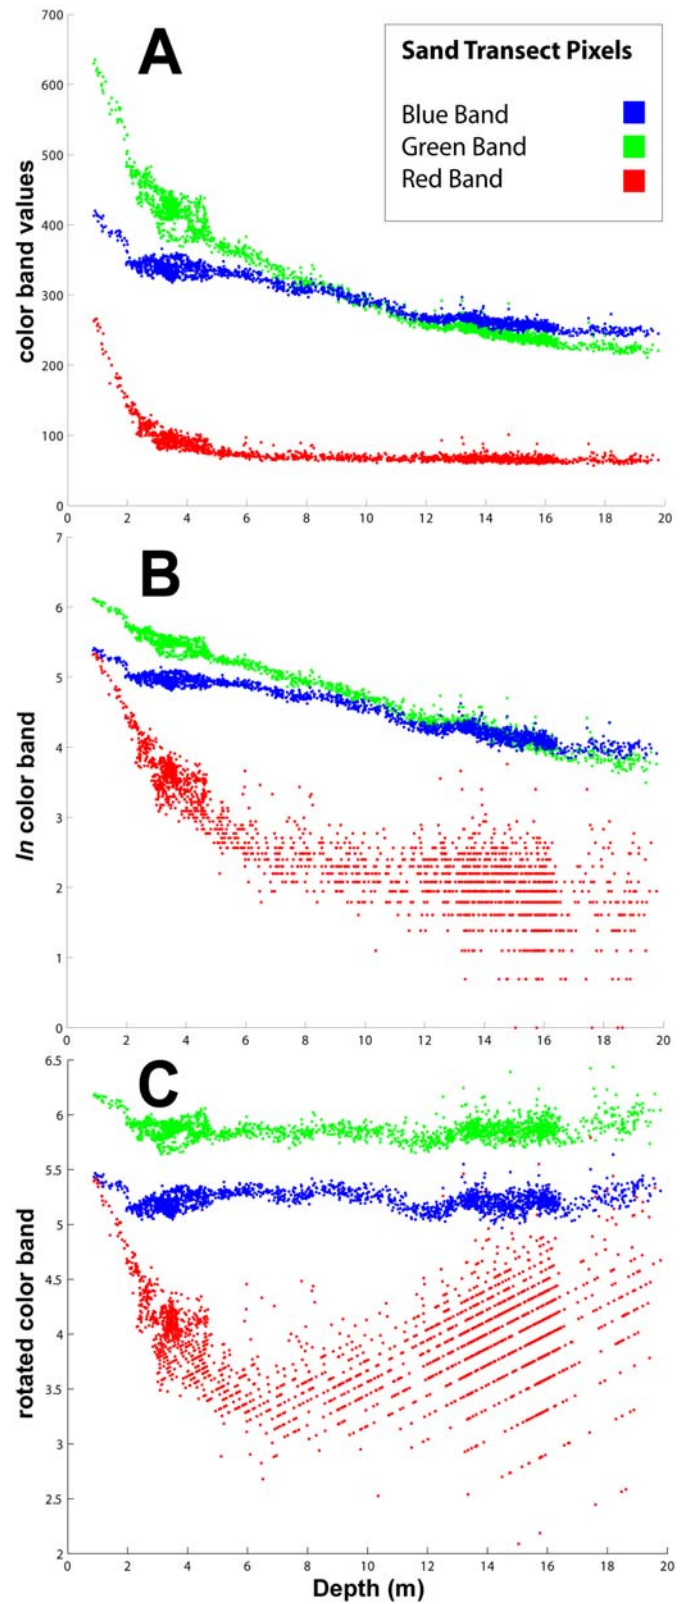 700
A
Sand Transect Pixels
600
Blue Band
Green Band
500
Red Band
400
color band values
300
200
100
0
0 2 4 6 8 10 12 14 16 18 20
7
B
6
5
4
ln color band
3
2
1
0
0 2 4 6 8 10 12 14 16 18 20
6.5
C
6
5.5
5
4.5
rotated color band
4
3.5
3
2.5
2
0 2 4 6 8 10 12 14 16 18 20
Depth (m)